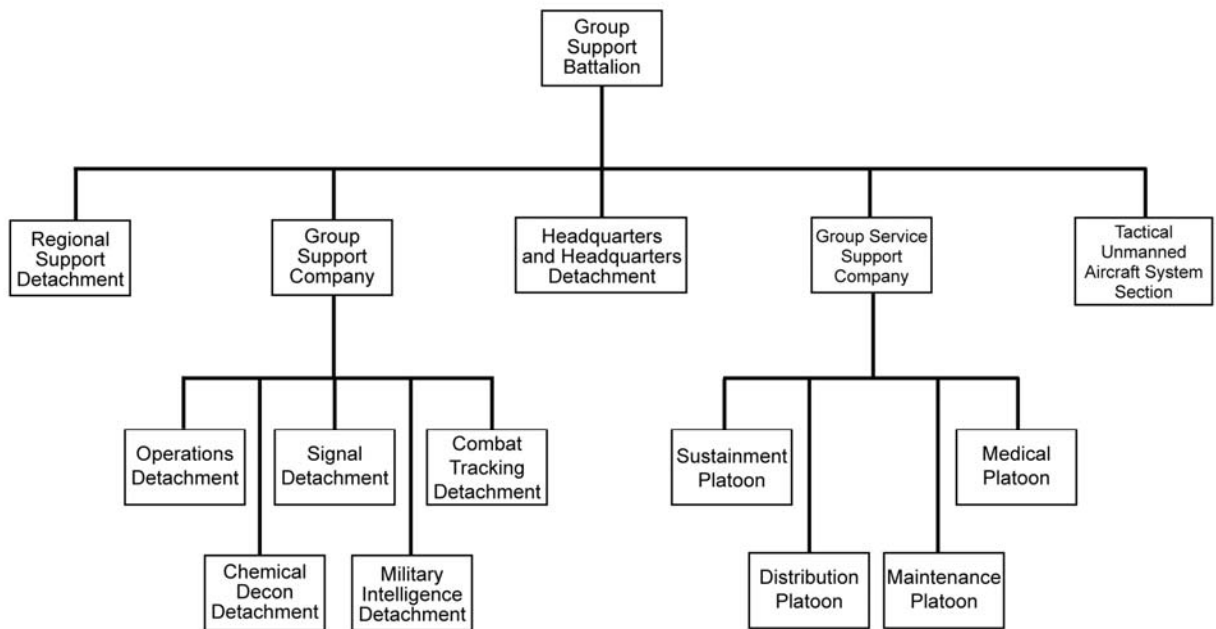 Group
Support
Battalion
Regional
Support
Detachment
Group
Support
Company
Headquarters
and Headquarters
Detachment
Group Service
Support
Company
Tactical
Unmanned
Aircraft System
Section
Operations
Detachment
Signal
Detachment
Combat
Tracking
Detachment
Sustainment
Platoon
Medical
Platoon
Chemical
Decon
Detachment
Military
Intelligence
Detachment
Distribution
Platoon
Maintenance
Platoon